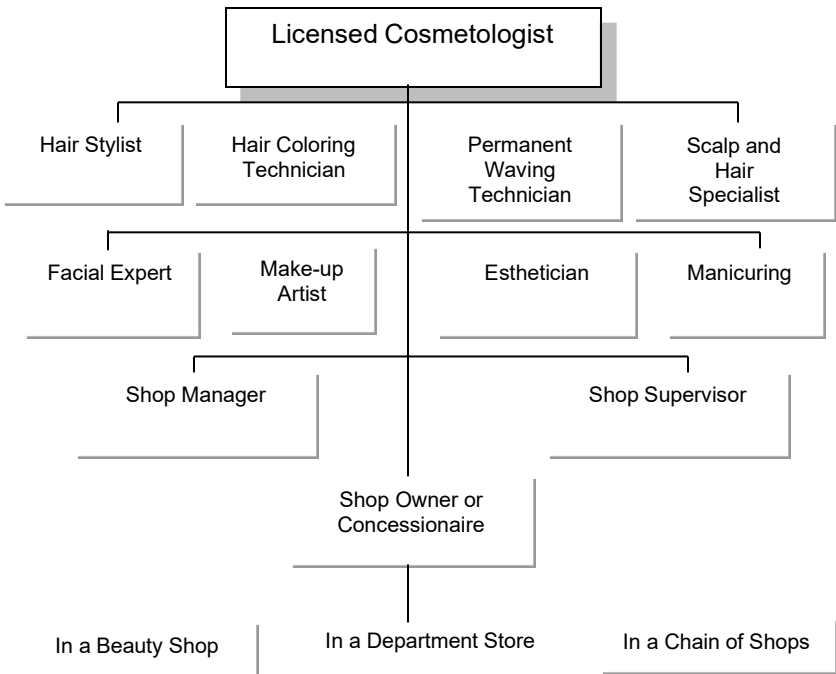 Licensed Cosmetologist
Hair Stylist
Hair Coloring
Technician
Permanent
Waving
Technician
Scalp and
Hair
Specialist
Facial Expert
Make-up
Artist
Esthetician
Manicuring
Shop Manager
Shop Supervisor
Shop Owner or
Concessionaire
In a Beauty Shop
In a Department Store
In a Chain of Shops